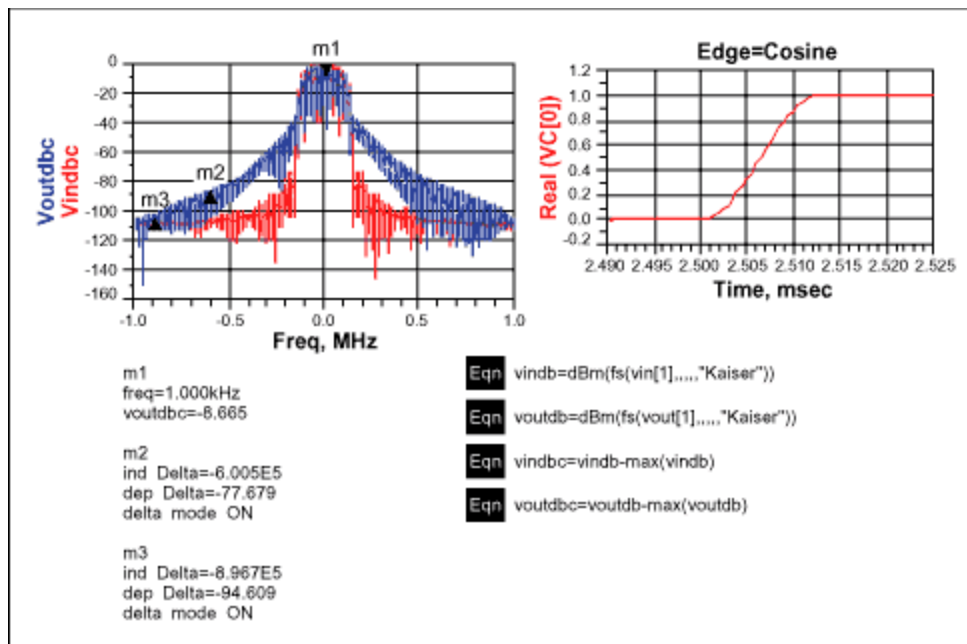 m1
0
-20
-40
-60
-80
-100
-120
-140
-160
Voutdbc
Vindbc
m2
m3
-1.0
-0.5
0.0
0.5
1.0
Freq, MHz
Edge=Cosine
1.2
1.0
0.8
0.6
0.4
0.2
0.0
-0.2
Real (VC[0])
2.490
2.495
2.500
2.505
2.510
2.515
2.520
2.525
Time, msec
m1
freq=1.000kHz
voutdbc=-8.665
m2
ind Delta=-6.005E5
dep Delta=-77.679
delta mode ON
m3
ind Delta=-8.967E5
dep Delta=-94.609
delta mode ON
Eqn vindb=dBm(fs(vin[1],,,,,"Kaiser"))
Eqn voutdb=dBm(fs(vout[1],,,,,"Kaiser"))
Eqn vindbc=vindb-max(vindb)
Eqn voutdbc=voutdb-max(voutdb)